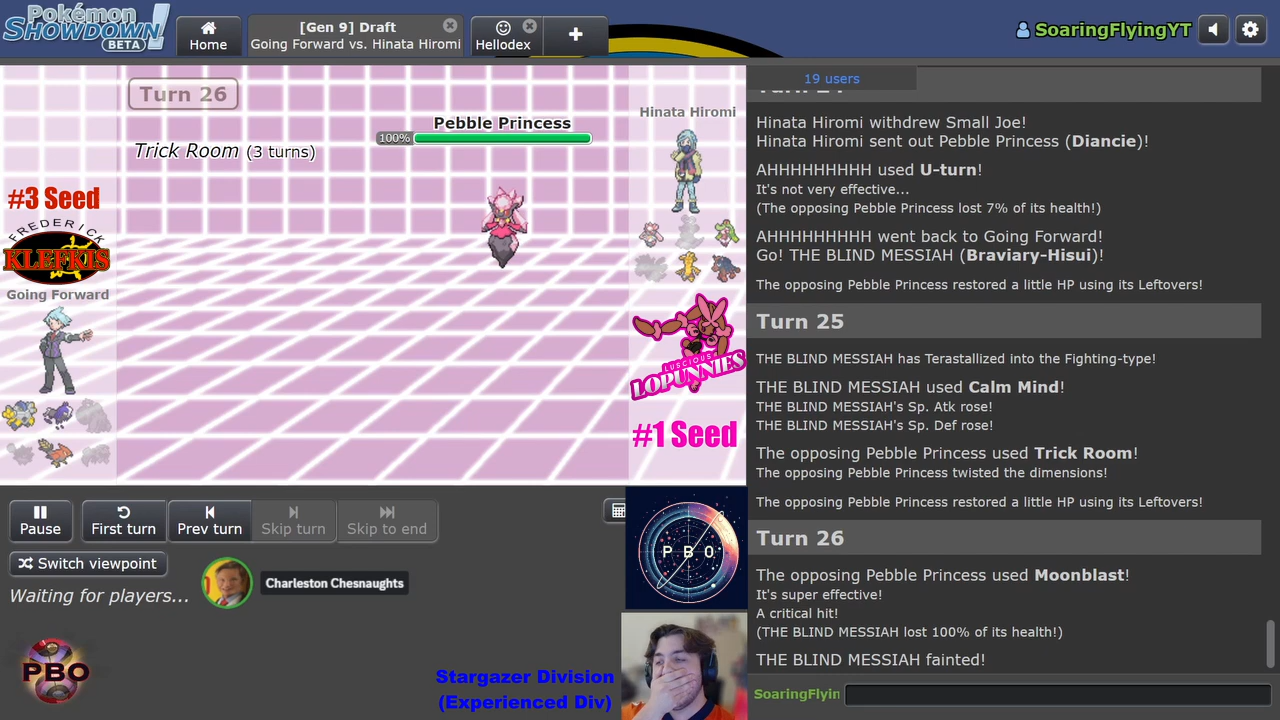 Pokémon
SHOWDOWN!
BETA
Home
[Gen 9] Draft
Going Forward vs. Hinata Hiromi
Hellodex
SoaringFlyingYT
Turn 26
Trick Room (3 turns)
Pebble Princess
100%
Hinata Hiromi
#3 Seed
FREDERICK
KLEFKIS
Going Forward
LUSCIOUS
LOPUNNIES
#1 Seed
19 users
Hinata Hiromi withdrew Small Joe!
Hinata Hiromi sent out Pebble Princess (Diancie)!
AHHHHHHHHH used U-turn!
It's not very effective...
(The opposing Pebble Princess lost 7% of its health!)
AHHHHHHHHH went back to Going Forward!
Go! THE BLIND MESSIAH (Braviary-Hisui)!
The opposing Pebble Princess restored a little HP using its Leftovers!
Turn 25
THE BLIND MESSIAH has Terastallized into the Fighting-type!
THE BLIND MESSIAH used Calm Mind!
THE BLIND MESSIAH's Sp. Atk rose!
THE BLIND MESSIAH's Sp. Def rose!
The opposing Pebble Princess used Trick Room!
The opposing Pebble Princess twisted the dimensions!
The opposing Pebble Princess restored a little HP using its Leftovers!
Turn 26
The opposing Pebble Princess used Moonblast!
It's super effective!
A critical hit!
(THE BLIND MESSIAH lost 100% of its health!)
THE BLIND MESSIAH fainted!
SoaringFlyin
Pause
First turn
Prev turn
Skip turn
Skip to end
Switch viewpoint
Waiting for players...
Charleston Chesnaughts
PBO
PBO
Stargazer Division
(Experienced Div)